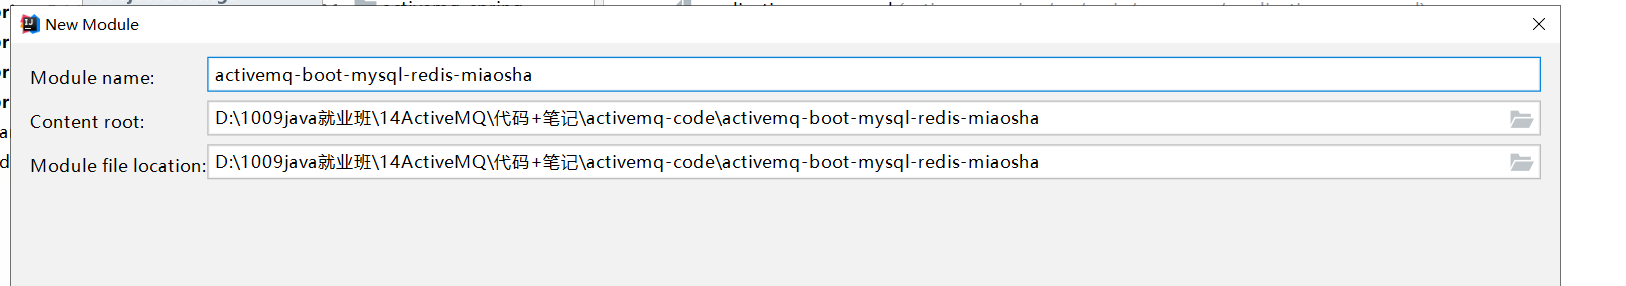 New Module
Module name:
activemq-boot-mysql-redis-miaosha
Content root:
D:\1009java就业班\14ActiveMQ\代码+笔记\activemq-code\activemq-boot-mysql-redis-miaosha
Module file location:
D:\1009java就业班\14ActiveMQ\代码+笔记\activemq-code\activemq-boot-mysql-redis-miaosha